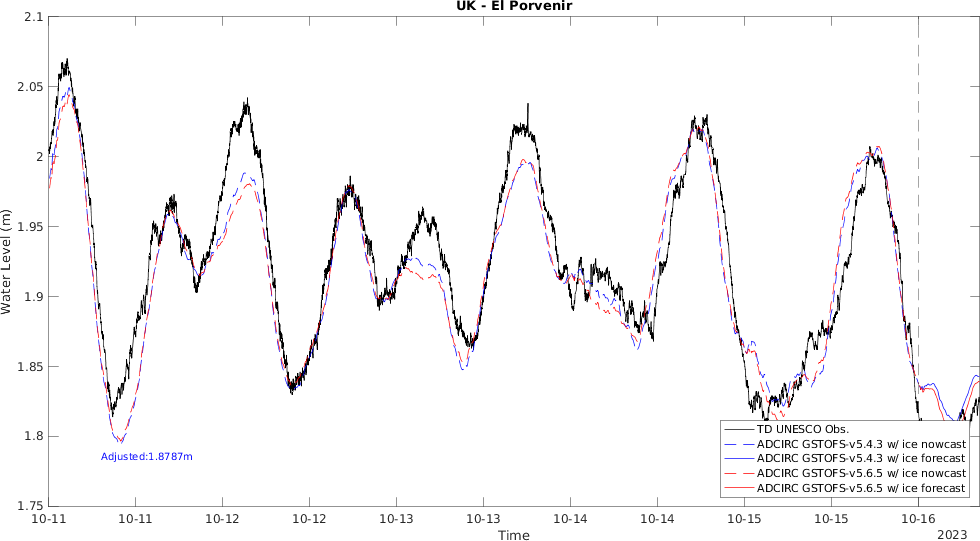 UK - El Porvenir
2.1
2.05
2
1.95
1.9
1.85
1.8
1.75
Water Level (m)
Adjusted:1.8787m
TD UNESCO Obs.
ADCIRC GSTOFS-v5.4.3 w/ ice nowcast
ADCIRC GSTOFS-v5.4.3 w/ ice forecast
ADCIRC GSTOFS-v5.6.5 w/ ice nowcast
ADCIRC GSTOFS-v5.6.5 w/ ice forecast
10-11 10-11 10-12 10-12 10-13 10-13 10-14 10-14 10-15 10-15 10-16
Time
2023